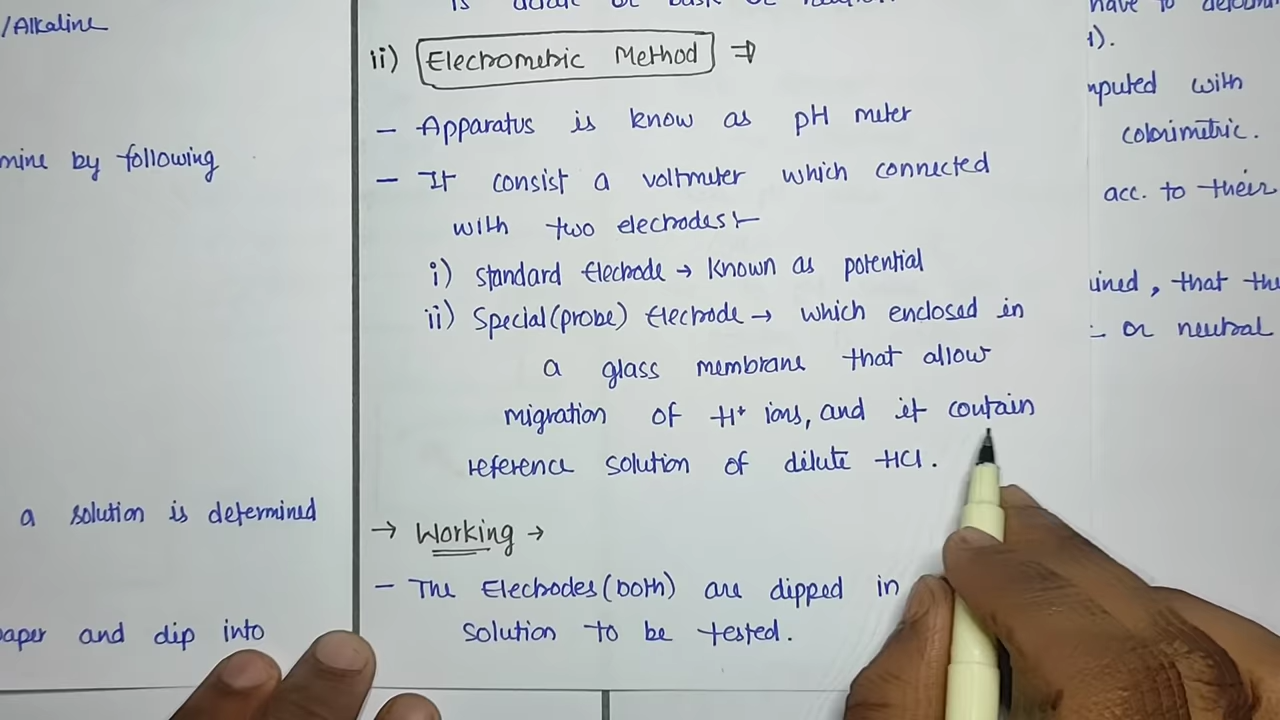 /Alkaline
mine by following
a solution is determined
paper and dip into
ii) Electrometric Method ⇒
- Apparatus is know as pH meter
- It consist a voltmeter which connected
with two electrodes:-
i) Standard Electrode → Known as potential
ii) Special (probe) Electrode → which enclosed in
a glass membrane that allow
migration of H+ ions, and it contain
reference solution of dilute HCl.
→ Working →
- The Electrodes (both) are dipped in
solution to be tested.
have to
).
mputed with
colorimetric.
acc. to their
ined, that the
or neutral